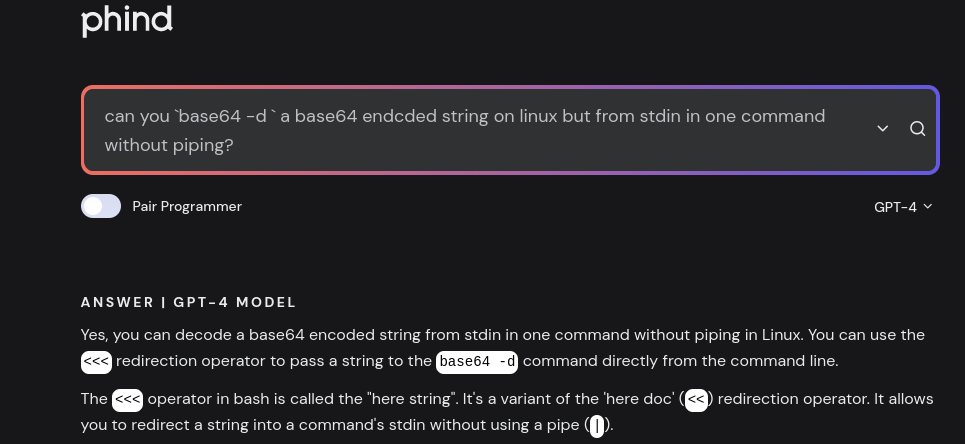 phind
can you `base64 -d ` a base64 endcded string on linux but from stdin in one command
without piping?
Pair Programmer
GPT-4
ANSWER | GPT-4 MODEL
Yes, you can decode a base64 encoded string from stdin in one command without piping in Linux. You can use the
<<< redirection operator to pass a string to the base64 -d command directly from the command line.
The <<< operator in bash is called the "here string". It's a variant of the 'here doc' (<<) redirection operator. It allows
you to redirect a string into a command's stdin without using a pipe (|).